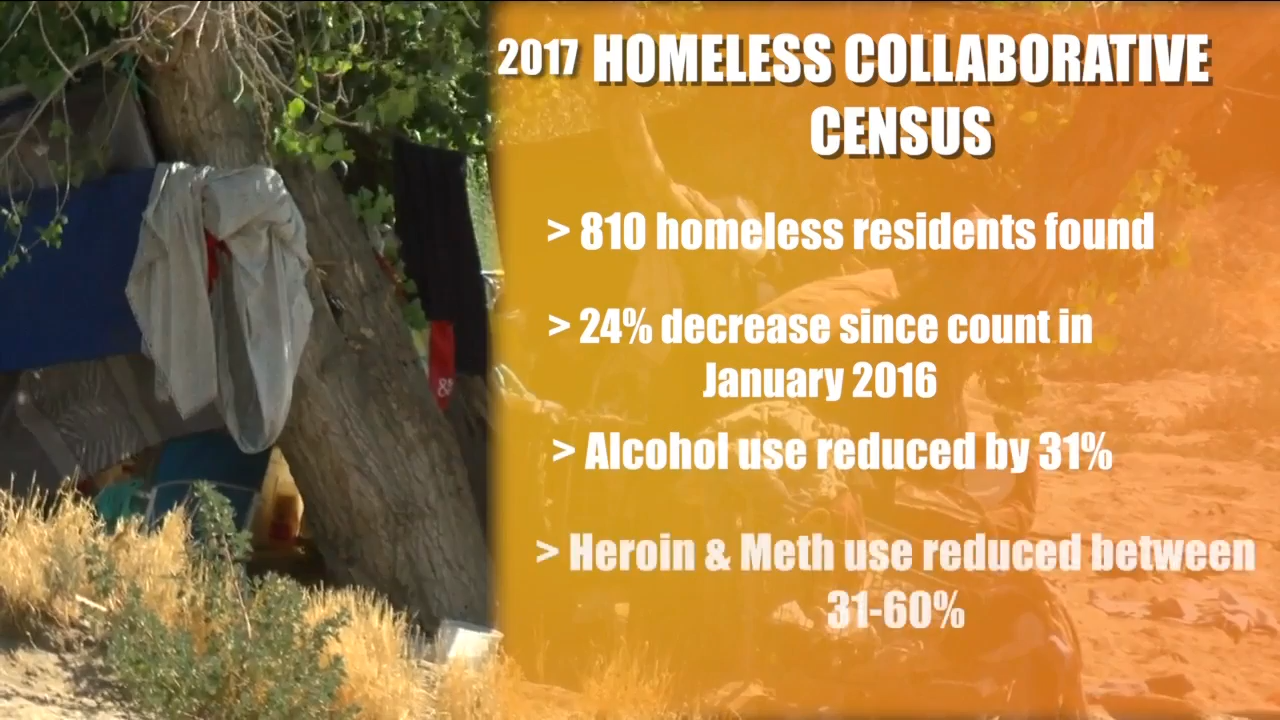 2017 HOMELESS COLLABORATIVE
CENSUS
> 810 homeless residents found
> 24% decrease since count in
January 2016
> Alcohol use reduced by 31%
> Heroin & Meth use reduced between
31-60%
&